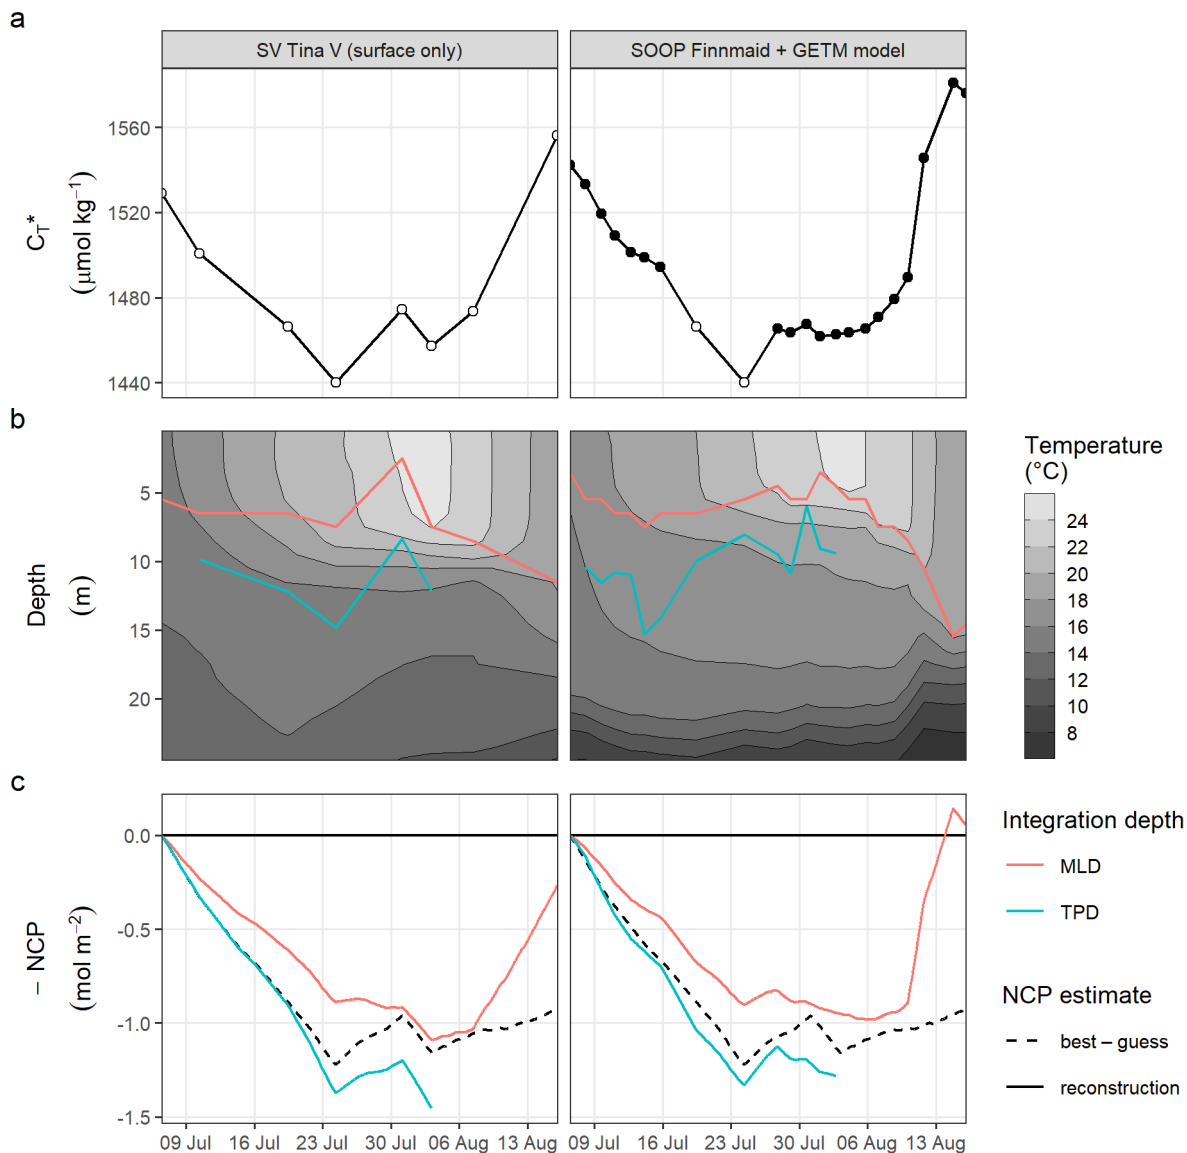 a
SV Tina V (surface only)
SOOP Finnmaid + GETM model
C_T*
(μmol kg⁻¹)
1560
1520
1480
1440
b
Depth
(m)
5
10
15
20
Temperature
(°C)
24
22
20
18
16
14
12
10
8
c
− NCP
(mol m⁻²)
0.0
-0.5
-1.0
-1.5
09 Jul 16 Jul 23 Jul 30 Jul 06 Aug 13 Aug
09 Jul 16 Jul 23 Jul 30 Jul 06 Aug 13 Aug
Integration depth
MLD
TPD
NCP estimate
best − guess
reconstruction